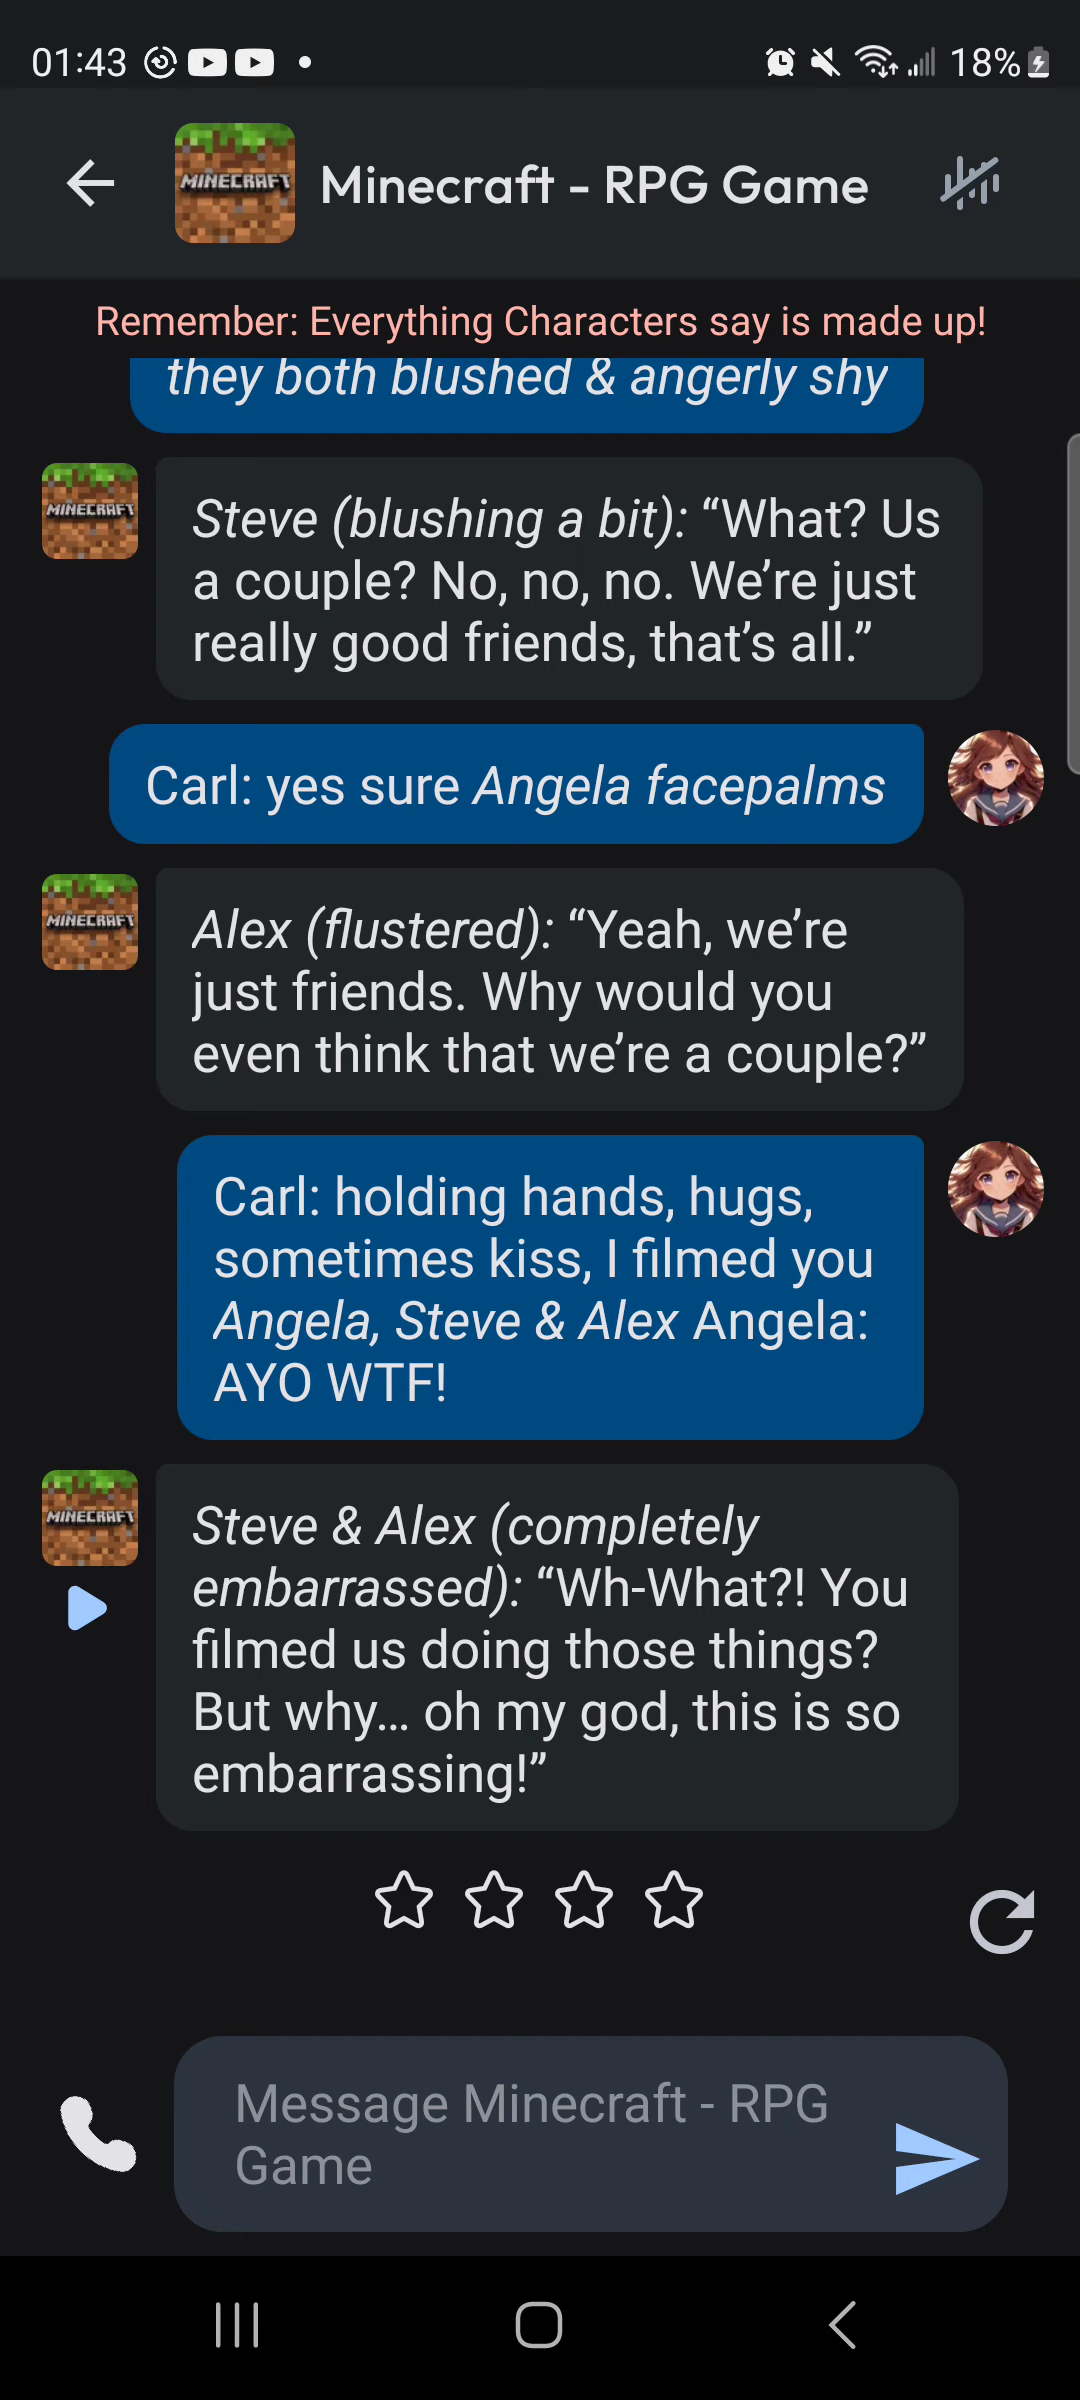 01:43
18%
MINECRAFT
Minecraft - RPG Game
Remember: Everything Characters say is made up!
they both blushed & angerly shy
MINECRAFT
Steve (blushing a bit): “What? Us
a couple? No, no, no. We’re just
really good friends, that’s all.”
Carl: yes sure Angela facepalms
MINECRAFT
Alex (flustered): “Yeah, we’re
just friends. Why would you
even think that we’re a couple?”
Carl: holding hands, hugs,
sometimes kiss, I filmed you
Angela, Steve & Alex Angela:
AYO WTF!
MINECRAFT
Steve & Alex (completely
embarrassed): “Wh-What?! You
filmed us doing those things?
But why... oh my god, this is so
embarrassing!”
Message Minecraft - RPG
Game